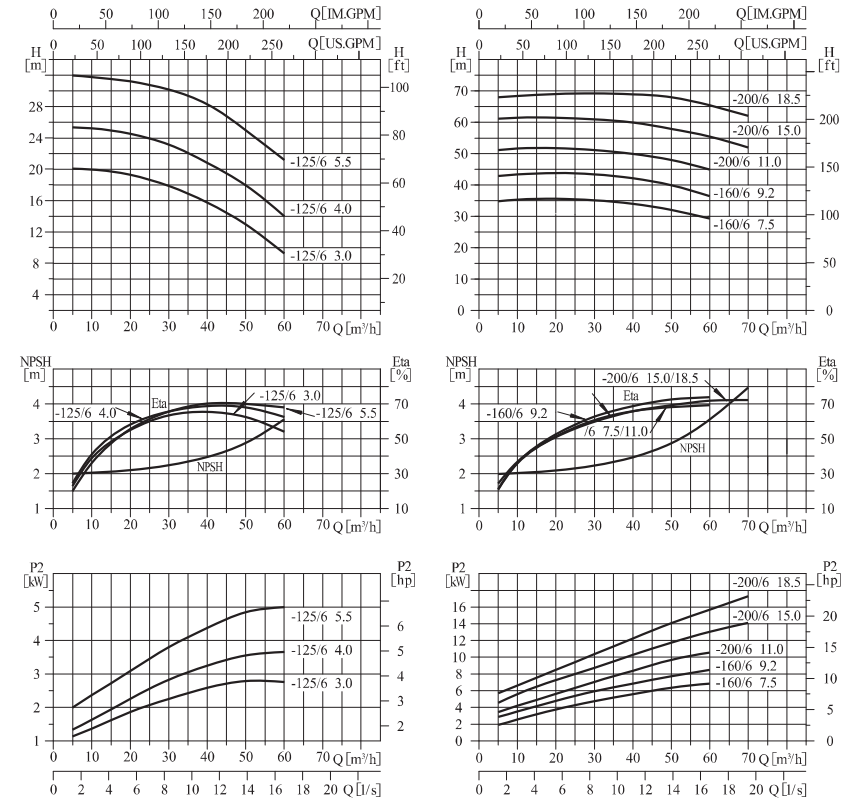 0 50 100 150 200 Q[IM.GPM]
0 50 100 150 200 250 Q[US.GPM]
H [m] H [ft]
28 24 20 16 12 8 4
100 80 60 40 20
-125/6 5.5
-125/6 4.0
-125/6 3.0
0 10 20 30 40 50 60 70 Q[m³/h]
0 50 100 150 200 250 Q[IM.GPM]
0 50 100 150 200 250 300 Q[US.GPM]
H [m] H [ft]
70 60 50 40 30 20 10 0
200 150 100 50 0
-200/6 18.5
-200/6 15.0
-200/6 11.0
-160/6 9.2
-160/6 7.5
0 10 20 30 40 50 60 70 Q[m³/h]
NPSH [m] Eta [%]
4 3 2 1
70 50 30 10
-125/6 4.0
Eta
-125/6 3.0
-125/6 5.5
NPSH
0 10 20 30 40 50 60 70 Q[m³/h]
NPSH [m] Eta [%]
4 3 2 1
70 50 30 10
-200/6 15.0/18.5
Eta
-160/6 9.2
/6 7.5/11.0
NPSH
0 10 20 30 40 50 60 70 Q[m³/h]
P2 [kW] P2 [hp]
5 4 3 2 1
6 5 4 3 2
-125/6 5.5
-125/6 4.0
-125/6 3.0
0 10 20 30 40 50 60 70 Q[m³/h]
0 2 4 6 8 10 12 14 16 18 20 Q[l/s]
P2 [kW] P2 [hp]
16 14 12 10 8 6 4 2 0
20 15 10 5 0
-200/6 18.5
-200/6 15.0
-200/6 11.0
-160/6 9.2
-160/6 7.5
0 10 20 30 40 50 60 70 Q[m³/h]
0 2 4 6 8 10 12 14 16 18 20 Q[l/s]